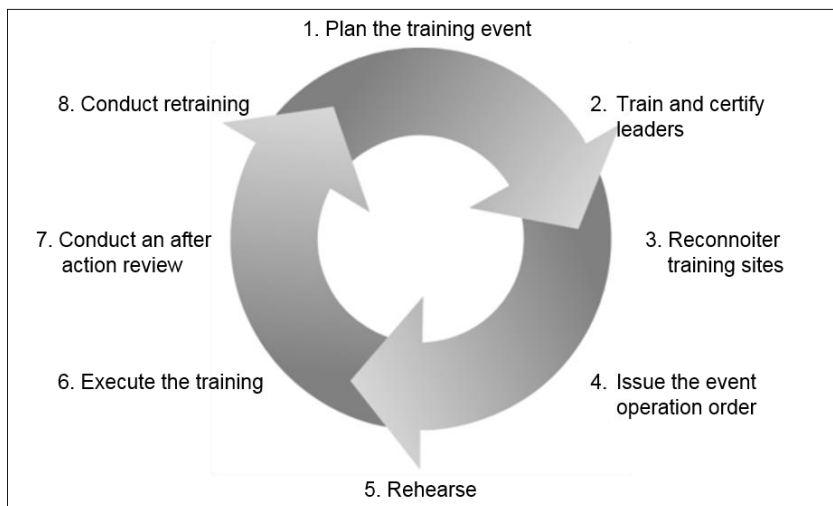 1. Plan the training event
2. Train and certify
leaders
3. Reconnoiter
training sites
4. Issue the event
operation order
5. Rehearse
6. Execute the training
7. Conduct an after
action review
8. Conduct retraining